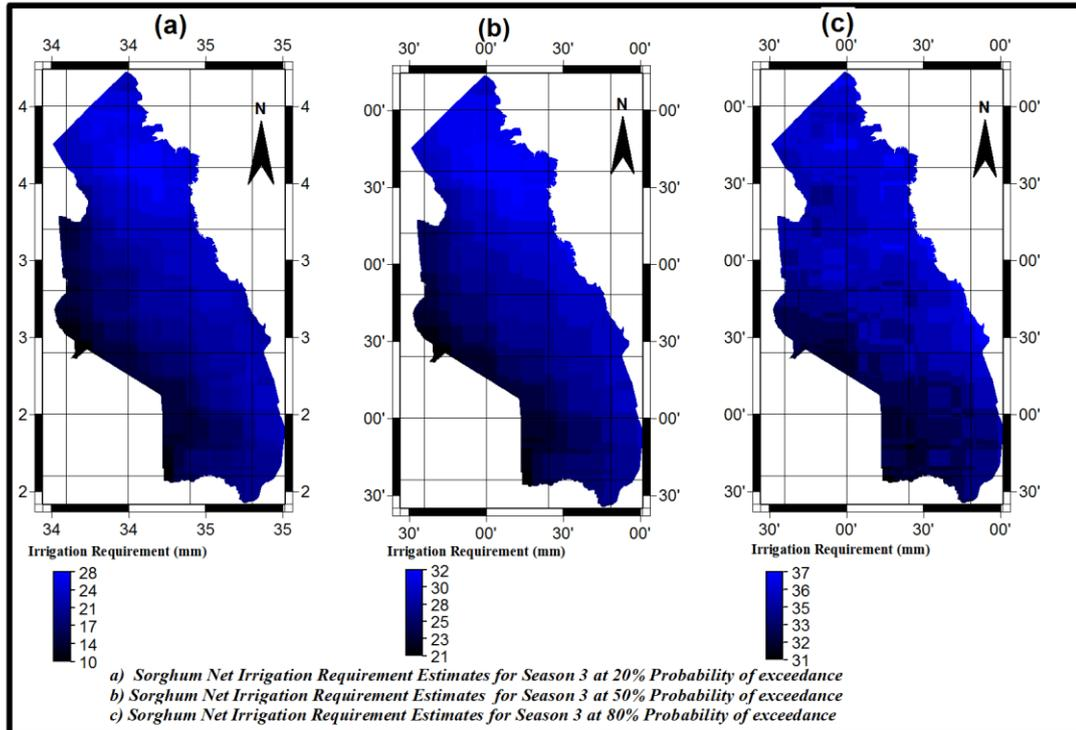 (a)
(b)
(c)
34 34 35 35
30' 00' 30' 00'
30' 00' 30' 00'
N
N
N
4 4
00' 00'
00' 00'
4 4
30' 30'
30' 30'
3 3
00' 00'
00' 00'
3 3
30' 30'
30' 30'
2 2
00' 00'
00' 00'
2 2
30' 30'
30' 30'
34 34 35 35
30' 00' 30' 00'
30' 00' 30' 00'
Irrigation Requirement (mm)
28
24
21
17
14
10
Irrigation Requirement (mm)
32
30
28
25
23
21
Irrigation Requirement (mm)
37
36
35
33
32
31
a) Sorghum Net Irrigation Requirement Estimates for Season 3 at 20% Probability of exceedance
b) Sorghum Net Irrigation Requirement Estimates for Season 3 at 50% Probability of exceedance
c) Sorghum Net Irrigation Requirement Estimates for Season 3 at 80% Probability of exceedance